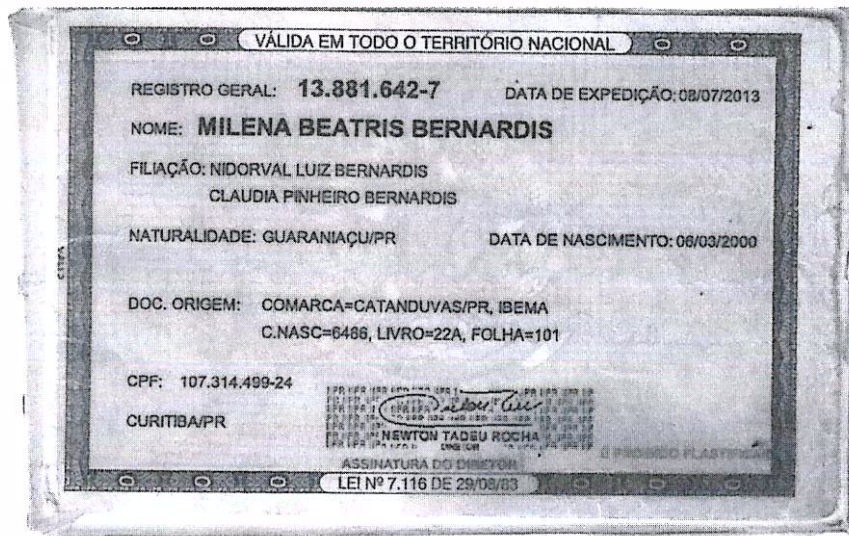 VÁLIDA EM TODO O TERRITÓRIO NACIONAL
REGISTRO GERAL: 13.881.642-7 DATA DE EXPEDIÇÃO: 08/07/2013
NOME: MILENA BEATRIS BERNARDIS
FILIAÇÃO: NIDORVAL LUIZ BERNARDIS
CLAUDIA PINHEIRO BERNARDIS
NATURALIDADE: GUARANIAÇU/PR DATA DE NASCIMENTO: 06/03/2000
DOC. ORIGEM: COMARCA=CATANDUVAS/PR, IBEMA
C.NASC=6486, LIVRO=22A, FOLHA=101
CPF: 107.314.499-24
CURITIBA/PR
NEWTON TADEU ROCHA
DIRETOR
ASSINATURA DO DIRETOR
É PROIBIDO PLASTIFICAR
LEI Nº 7.116 DE 29/08/83